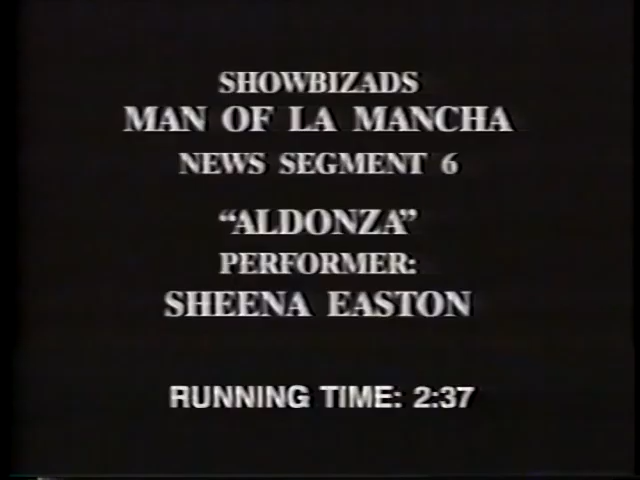 SHOWBIZADS
MAN OF LA MANCHA
NEWS SEGMENT 6
“ALDONZA”
PERFORMER:
SHEENA EASTON
RUNNING TIME: 2:37